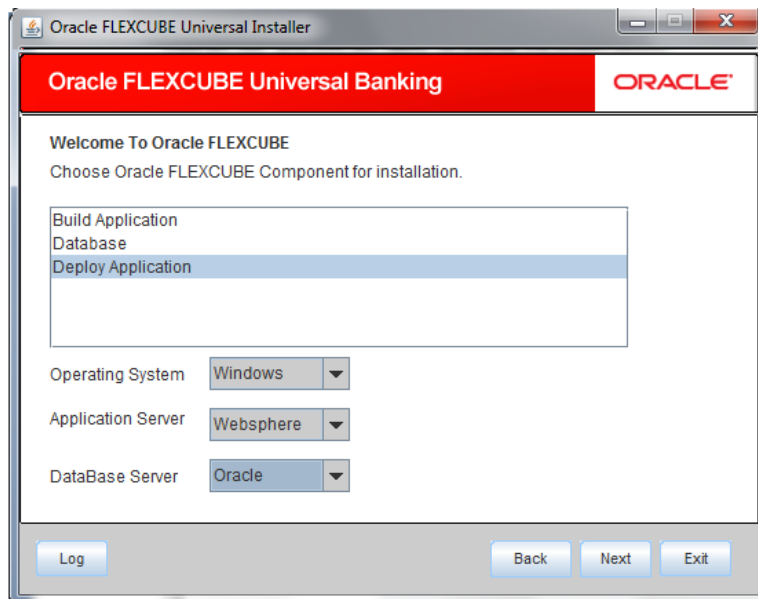 Oracle FLEXCUBE Universal Installer
Oracle FLEXCUBE Universal Banking
ORACLE
Welcome To Oracle FLEXCUBE
Choose Oracle FLEXCUBE Component for installation.
Build Application
Database
Deploy Application
Operating System Windows
Application Server Websphere
DataBase Server Oracle
Log Back Next Exit